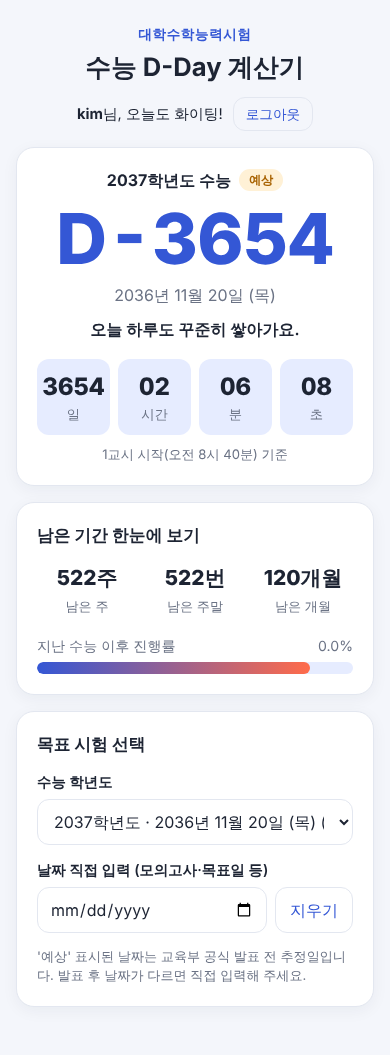 대학수학능력시험
수능 D-Day 계산기
kim님, 오늘도 화이팅! 로그아웃
2037학년도 수능 예상
D-3654
2036년 11월 20일 (목)
오늘 하루도 꾸준히 쌓아가요.
3654 02 06 08
일 시간 분 초
1교시 시작(오전 8시 40분) 기준
남은 기간 한눈에 보기
522주 522번 120개월
남은 주 남은 주말 남은 개월
지난 수능 이후 진행률 0.0%
목표 시험 선택
수능 학년도
2037학년도 · 2036년 11월 20일 (목) (
날짜 직접 입력 (모의고사·목표일 등)
mm/dd/yyyy 지우기
'예상' 표시된 날짜는 교육부 공식 발표 전 추정일입니
다. 발표 후 날짜가 다르면 직접 입력해 주세요.